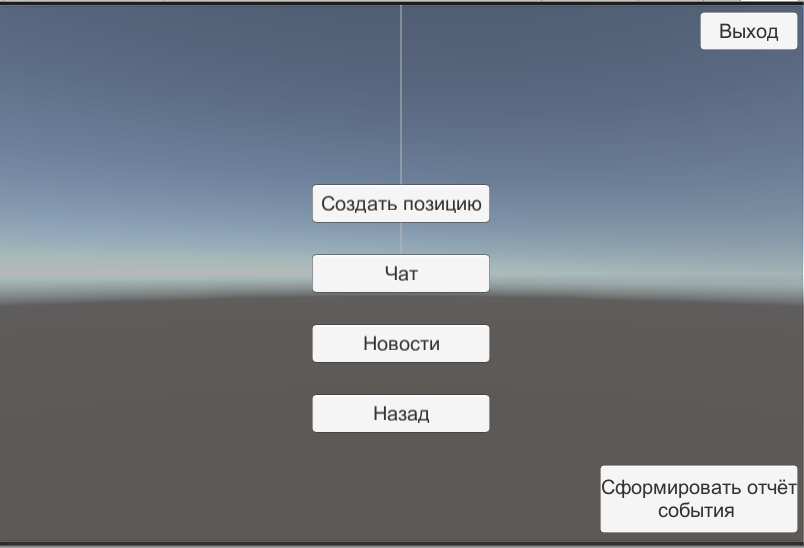 Выход
Создать позицию
Чат
Новости
Назад
Сформировать отчёт
события